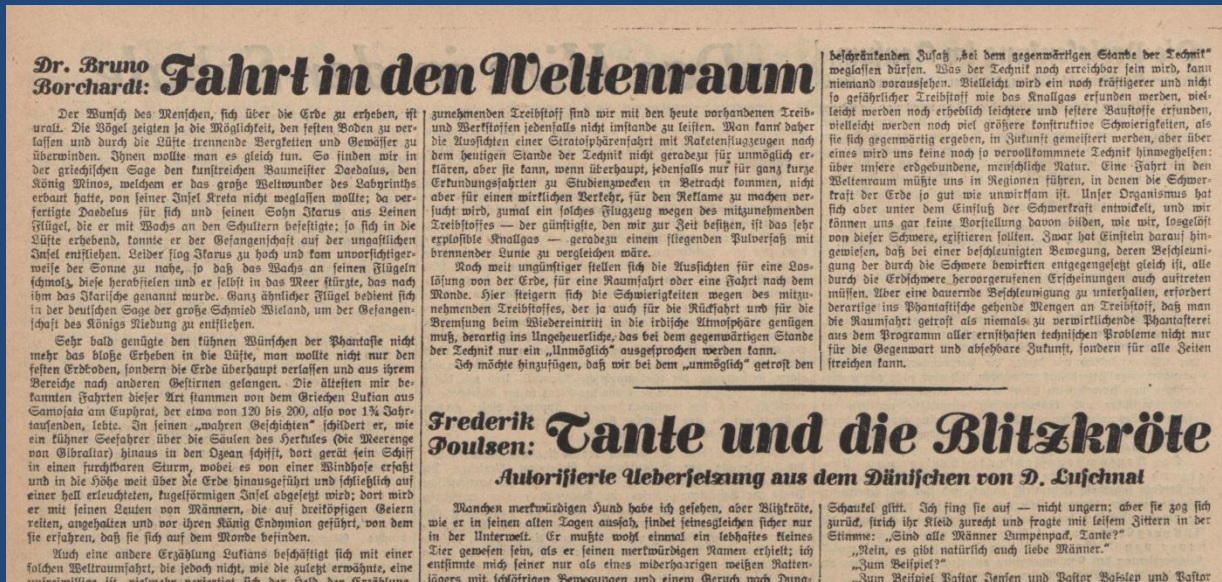 Dr. Bruno
Borchardt:
Fahrt in den Weltenraum
Der Wunsch des Menschen, sich über die Erde zu erheben, ist
uralt. Die Vögel zeigten ja die Möglichkeit, den festen Boden zu ver-
lassen und durch die Lüfte trennende Bergketten und Gewässer zu
überwinden. Ihnen wollte man es gleich tun. So finden wir in
der griechischen Sage den kunstreichen Baumeister Daedalus, den
König Minos, welchem er das große Weltwunder des Labyrinths
erbaut hatte, von seiner Insel Kreta nicht weglassen wollte; da ver-
fertigte Daedelus für sich und seinen Sohn Ikarus aus Leinen
Flügel, die er mit Wachs an den Schultern befestigte; so sich in die
Lüfte erhebend, konnte er der Gefangenschaft auf der ungastlichen
Insel entfliehen. Leider flog Ikarus zu hoch und kam unvorsichtiger-
weise der Sonne zu nahe, so daß das Wachs an seinen Flügeln
schmolz, diese herabfielen und er selbst in das Meer stürzte, das nach
ihm das Ikarische genannt wurde. Ganz ähnlicher Flügel bedient sich
in der deutschen Sage der große Schmied Wieland, um der Gefangen-
schaft des Königs Niedung zu entfliehen.
Sehr bald genügte den kühnen Wünschen der Phantasie nicht
mehr das bloße Erheben in die Lüfte, man wollte nicht nur den
festen Erdboden, sondern die Erde überhaupt verlassen und aus ihrem
Bereiche nach anderen Gestirnen gelangen. Die ältesten mir be-
kannten Fahrten dieser Art stammen von dem Griechen Lukian aus
Samosata am Euphrat, der etwa von 120 bis 200, also vor 1¾ Jahr-
tausenden, lebte. In seinen „wahren Geschichten“ schildert er, wie
ein kühner Seefahrer über die Säulen des Herkules (die Meerenge
von Gibraltar) hinaus in den Ozean schifft, dort gerät sein Schiff
in einen furchtbaren Sturm, wobei es von einer Windhose erfaßt
und in die Höhe weit über die Erde hinausgeführt und schließlich auf
einer hell erleuchteten, kugelförmigen Insel abgesetzt wird; dort wird
er mit seinen Leuten von Männern, die auf dreiköpfigen Geiern
reiten, angehalten und vor ihren König Endymion geführt, von dem
sie erfahren, daß sie sich auf dem Monde befinden.
Auch eine andere Erzählung Lukians beschäftigt sich mit einer
solchen Weltraumfahrt, die jedoch nicht, wie die zuletzt erwähnte, eine
zunehmenden Treibstoff sind wir mit den heute vorhandenen Treib-
und Werkstoffen jedenfalls nicht imstande zu leisten. Man kann daher
die Aussichten einer Stratosphärenfahrt mit Raketenflugzeugen nach
dem heutigen Stande der Technik nicht geradezu für unmöglich er-
klären, aber sie kann, wenn überhaupt, jedenfalls nur für ganz kurze
Erkundungsfahrten zu Studienzwecken in Betracht kommen, nicht
aber für einen wirklichen Verkehr, für den Reklame zu machen ver-
sucht wird, zumal ein solches Flugzeug wegen des mitzunehmenden
Treibstoffes — der günstigste, den wir zur Zeit besitzen, ist das sehr
explosible Knallgas — geradezu einem fliegenden Pulverfaß mit
brennender Lunte zu vergleichen wäre.
Noch weit ungünstiger stellen sich die Aussichten für eine Los-
lösung von der Erde, für eine Raumfahrt oder eine Fahrt nach dem
Monde. Hier steigern sich die Schwierigkeiten wegen des mitzu-
nehmenden Treibstoffes, der ja auch für die Rückfahrt und für die
Bremsung beim Wiedereintritt in die irdische Atmosphäre genügen
muß, derartig ins Ungeheuerliche, das bei dem gegenwärtigen Stande
der Technik nur ein „Unmöglich“ ausgesprochen werden kann.
Ich möchte hinzufügen, daß wir bei dem „unmöglich“ getrost den
beschränkenden Zusatz „bei dem gegenwärtigen Stande der Technik“
weglassen dürfen. Was der Technik noch erreichbar sein wird, kann
niemand voraussehen. Vielleicht wird ein noch kräftigerer und nicht
so gefährlicher Treibstoff wie das Knallgas erfunden werden, viel-
leicht werden noch erheblich leichtere und festere Baustoffe erfunden,
vielleicht werden noch viel größere konstruktive Schwierigkeiten, als
sie sich gegenwärtig ergeben, in Zukunft gemeistert werden, aber über
eines wird uns keine noch so vervollkommnete Technik hinweghelfen:
über unsere erdgebundene, menschliche Natur. Eine Fahrt in den
Weltenraum müßte uns in Regionen führen, in denen die Schwer-
kraft der Erde so gut wie unwirksam ist. Unser Organismus hat
sich aber unter dem Einfluß der Schwerkraft entwickelt, und wir
können uns gar keine Vorstellung davon bilden, wie wir, losgelöst
von dieser Schwere, existieren sollten. Zwar hat Einstein darauf hin-
gewiesen, daß bei einer beschleunigten Bewegung, deren Beschleuni-
gung der durch die Schwere bewirkten entgegengesetzt gleich ist, alle
durch die Erdschwere hervorgerufenen Erscheinungen auch auftreten
müssen. Aber eine dauernde Beschleunigung zu unterhalten, erfordert
derartige ins Phantastische gehende Mengen an Treibstoff, daß man
die Raumfahrt getrost als niemals zu verwirklichende Phantasterei
aus dem Programm aller ernsthaften technischen Probleme nicht nur
für die Gegenwart und absehbare Zukunft, sondern für alle Zeiten
streichen kann.
Frederik
Poulsen:
Tante und die Blitzkröte
Autorisierte Uebersetzung aus dem Dänischen von D. Luschnat
Manchen merkwürdigen Hund habe ich gesehen, aber Blitzkröte,
wie er in seinen alten Tagen aussah, findet seinesgleichen sicher nur
in der Unterwelt. Er mußte wohl einmal ein lebhaftes kleines
Tier gewesen sein, als er seinen merkwürdigen Namen erhielt; ich
entsinne mich seiner nur als eines widerhaarigen weißen Ratten-
jägers mit schläfrigen Bewegungen und einem Geruch nach Dung-
Schaukel glitt. Ich fing sie auf — nicht ungern; aber sie zog sich
zurück, strich ihr Kleid zurecht und fragte mit leisem Zittern in der
Stimme: „Sind alle Männer Lumpenpack, Tante?“
„Nein, es gibt natürlich auch liebe Männer.“
„Zum Beispiel?“
„Zum Beispiel Pastor Jensen und Pastor Balslev und Pastor